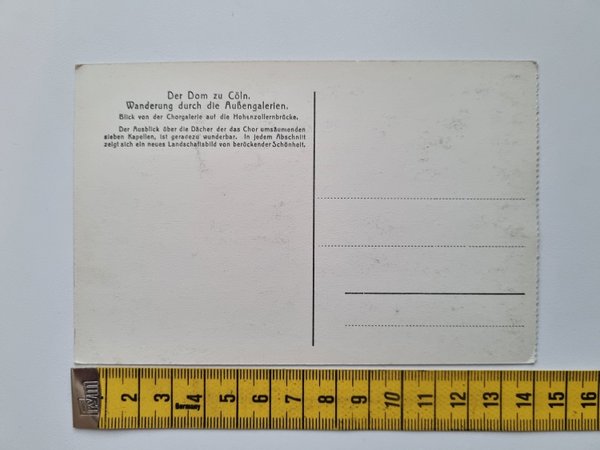 Der Dom zu Cöln.
Wanderung durch die Außengalerien.
Blick von der Chorgalerie auf die Hohenzollernbrücke.
Der Ausblick über die Dächer der das Chor umsäumenden
sieben Kapellen, ist geradezu wunderbar. In jedem Abschnitt
zeigt sich ein neues Landschaftsbild von berückender Schönheit.
2 3 4 5 6 7 8 9 10 11 12 13 14 15 16
Germany